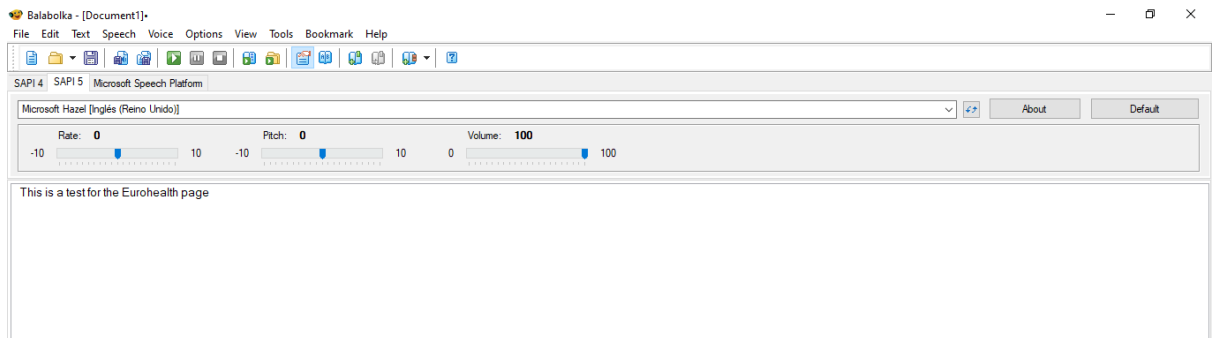 Balabolka - [Document1]•
File Edit Text Speech Voice Options View Tools Bookmark Help
SAPI 4 SAPI 5 Microsoft Speech Platform
Microsoft Hazel [Inglés (Reino Unido)] About Default
Rate: 0 Pitch: 0 Volume: 100
-10 10 -10 10 0 100
This is a test for the Eurohealth page